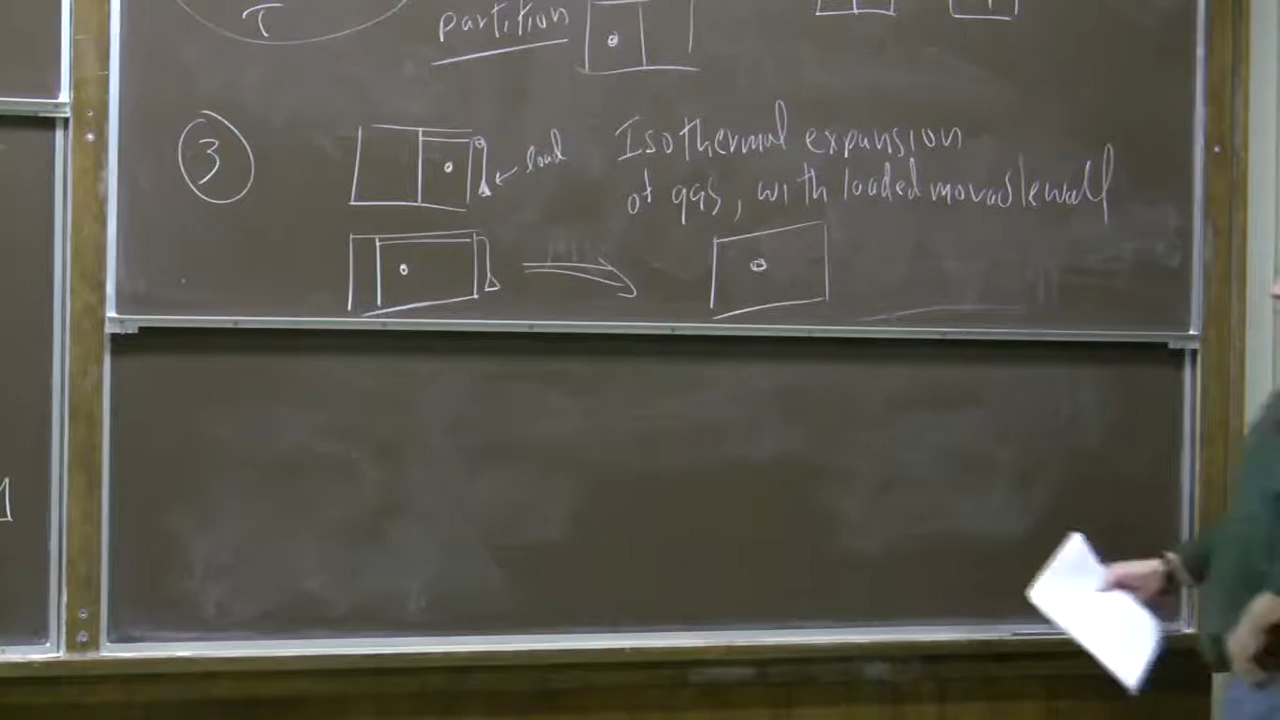 T
partition
③
← load
Isothermal expansion
of gas, with loaded movable wall